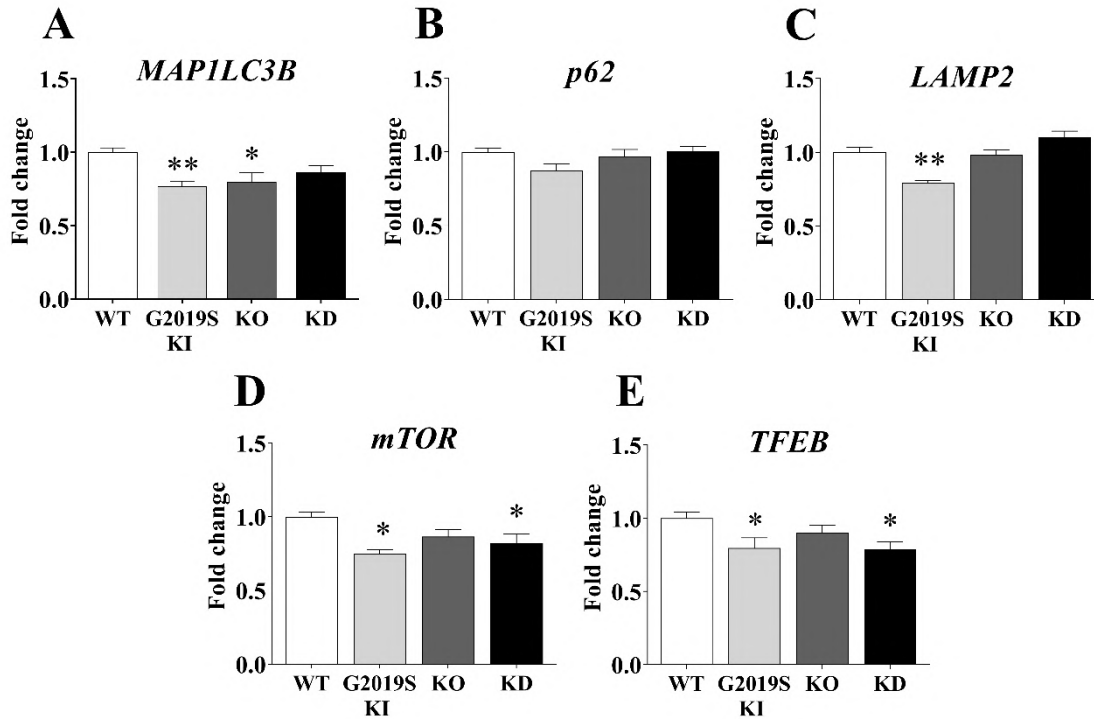 A
B
C
MAP1LC3B
p62
LAMP2
Fold change
1.5
1.0
0.5
0.0
**
*
WT G2019S KI KO KD
Fold change
1.5
1.0
0.5
0.0
WT G2019S KI KO KD
Fold change
1.5
1.0
0.5
0.0
**
WT G2019S KI KO KD
D
E
mTOR
TFEB
Fold change
1.5
1.0
0.5
0.0
*
*
WT G2019S KI KO KD
Fold change
1.5
1.0
0.5
0.0
*
*
WT G2019S KI KO KD